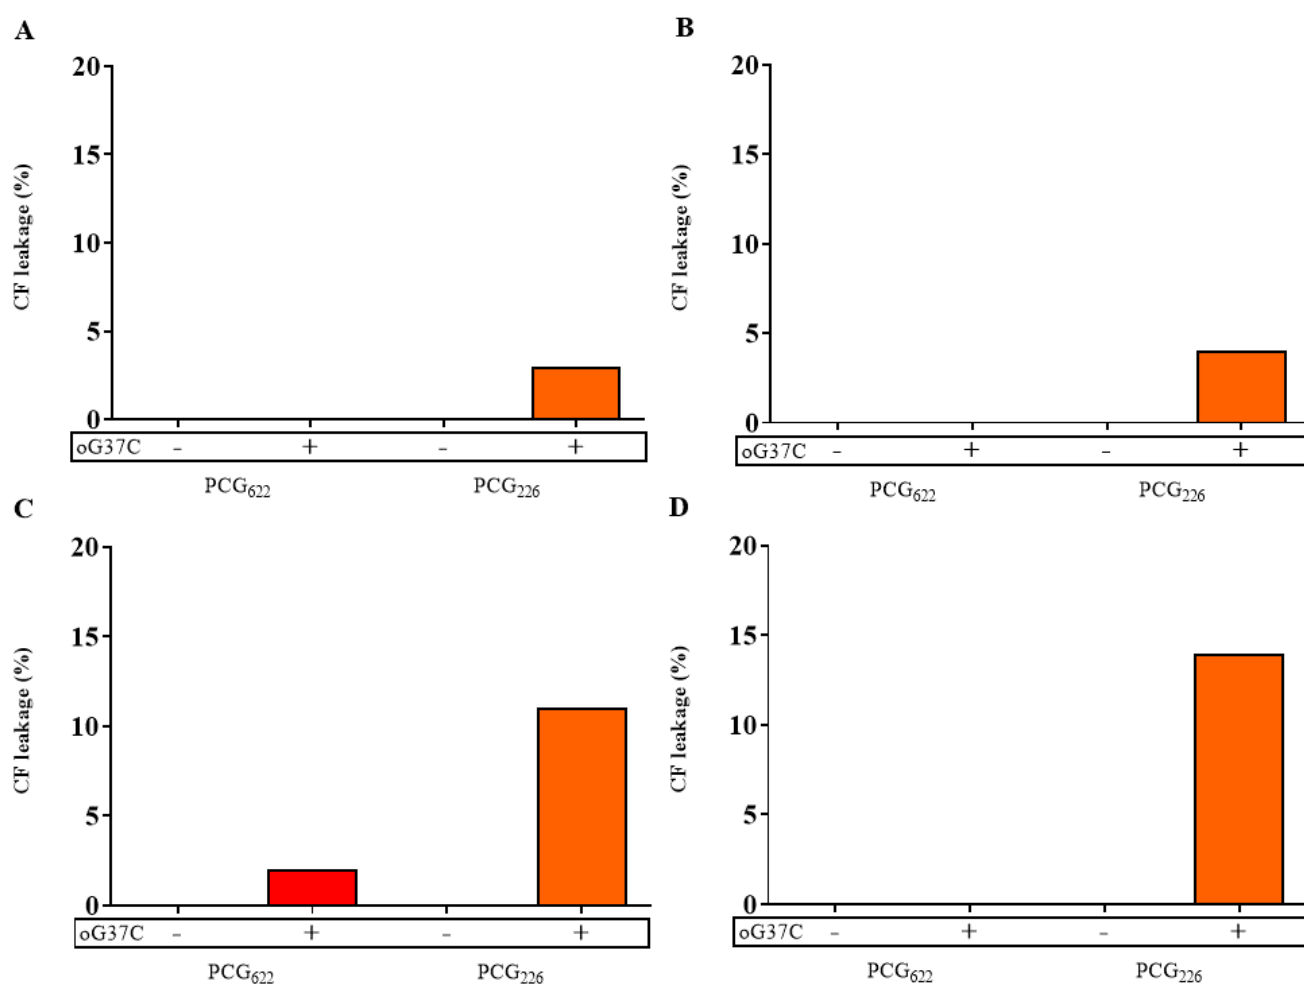 A
CF leakage (%)
20
15
10
5
0
oG37C - + - +
PCG622 PCG226
B
CF leakage (%)
20
15
10
5
0
oG37C - + - +
PCG622 PCG226
C
CF leakage (%)
20
15
10
5
0
oG37C - + - +
PCG622 PCG226
D
CF leakage (%)
20
15
10
5
0
oG37C - + - +
PCG622 PCG226